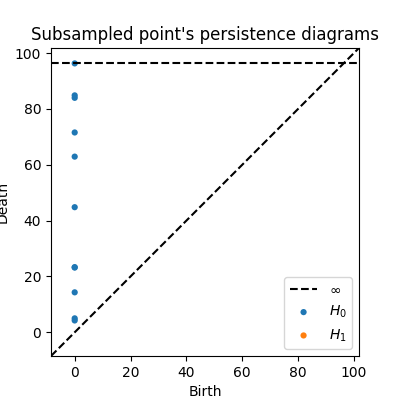 Subsampled point's persistence diagrams
100
80
60
40
20
0
Death
0 20 40 60 80 100
Birth
∞
H₀
H₁